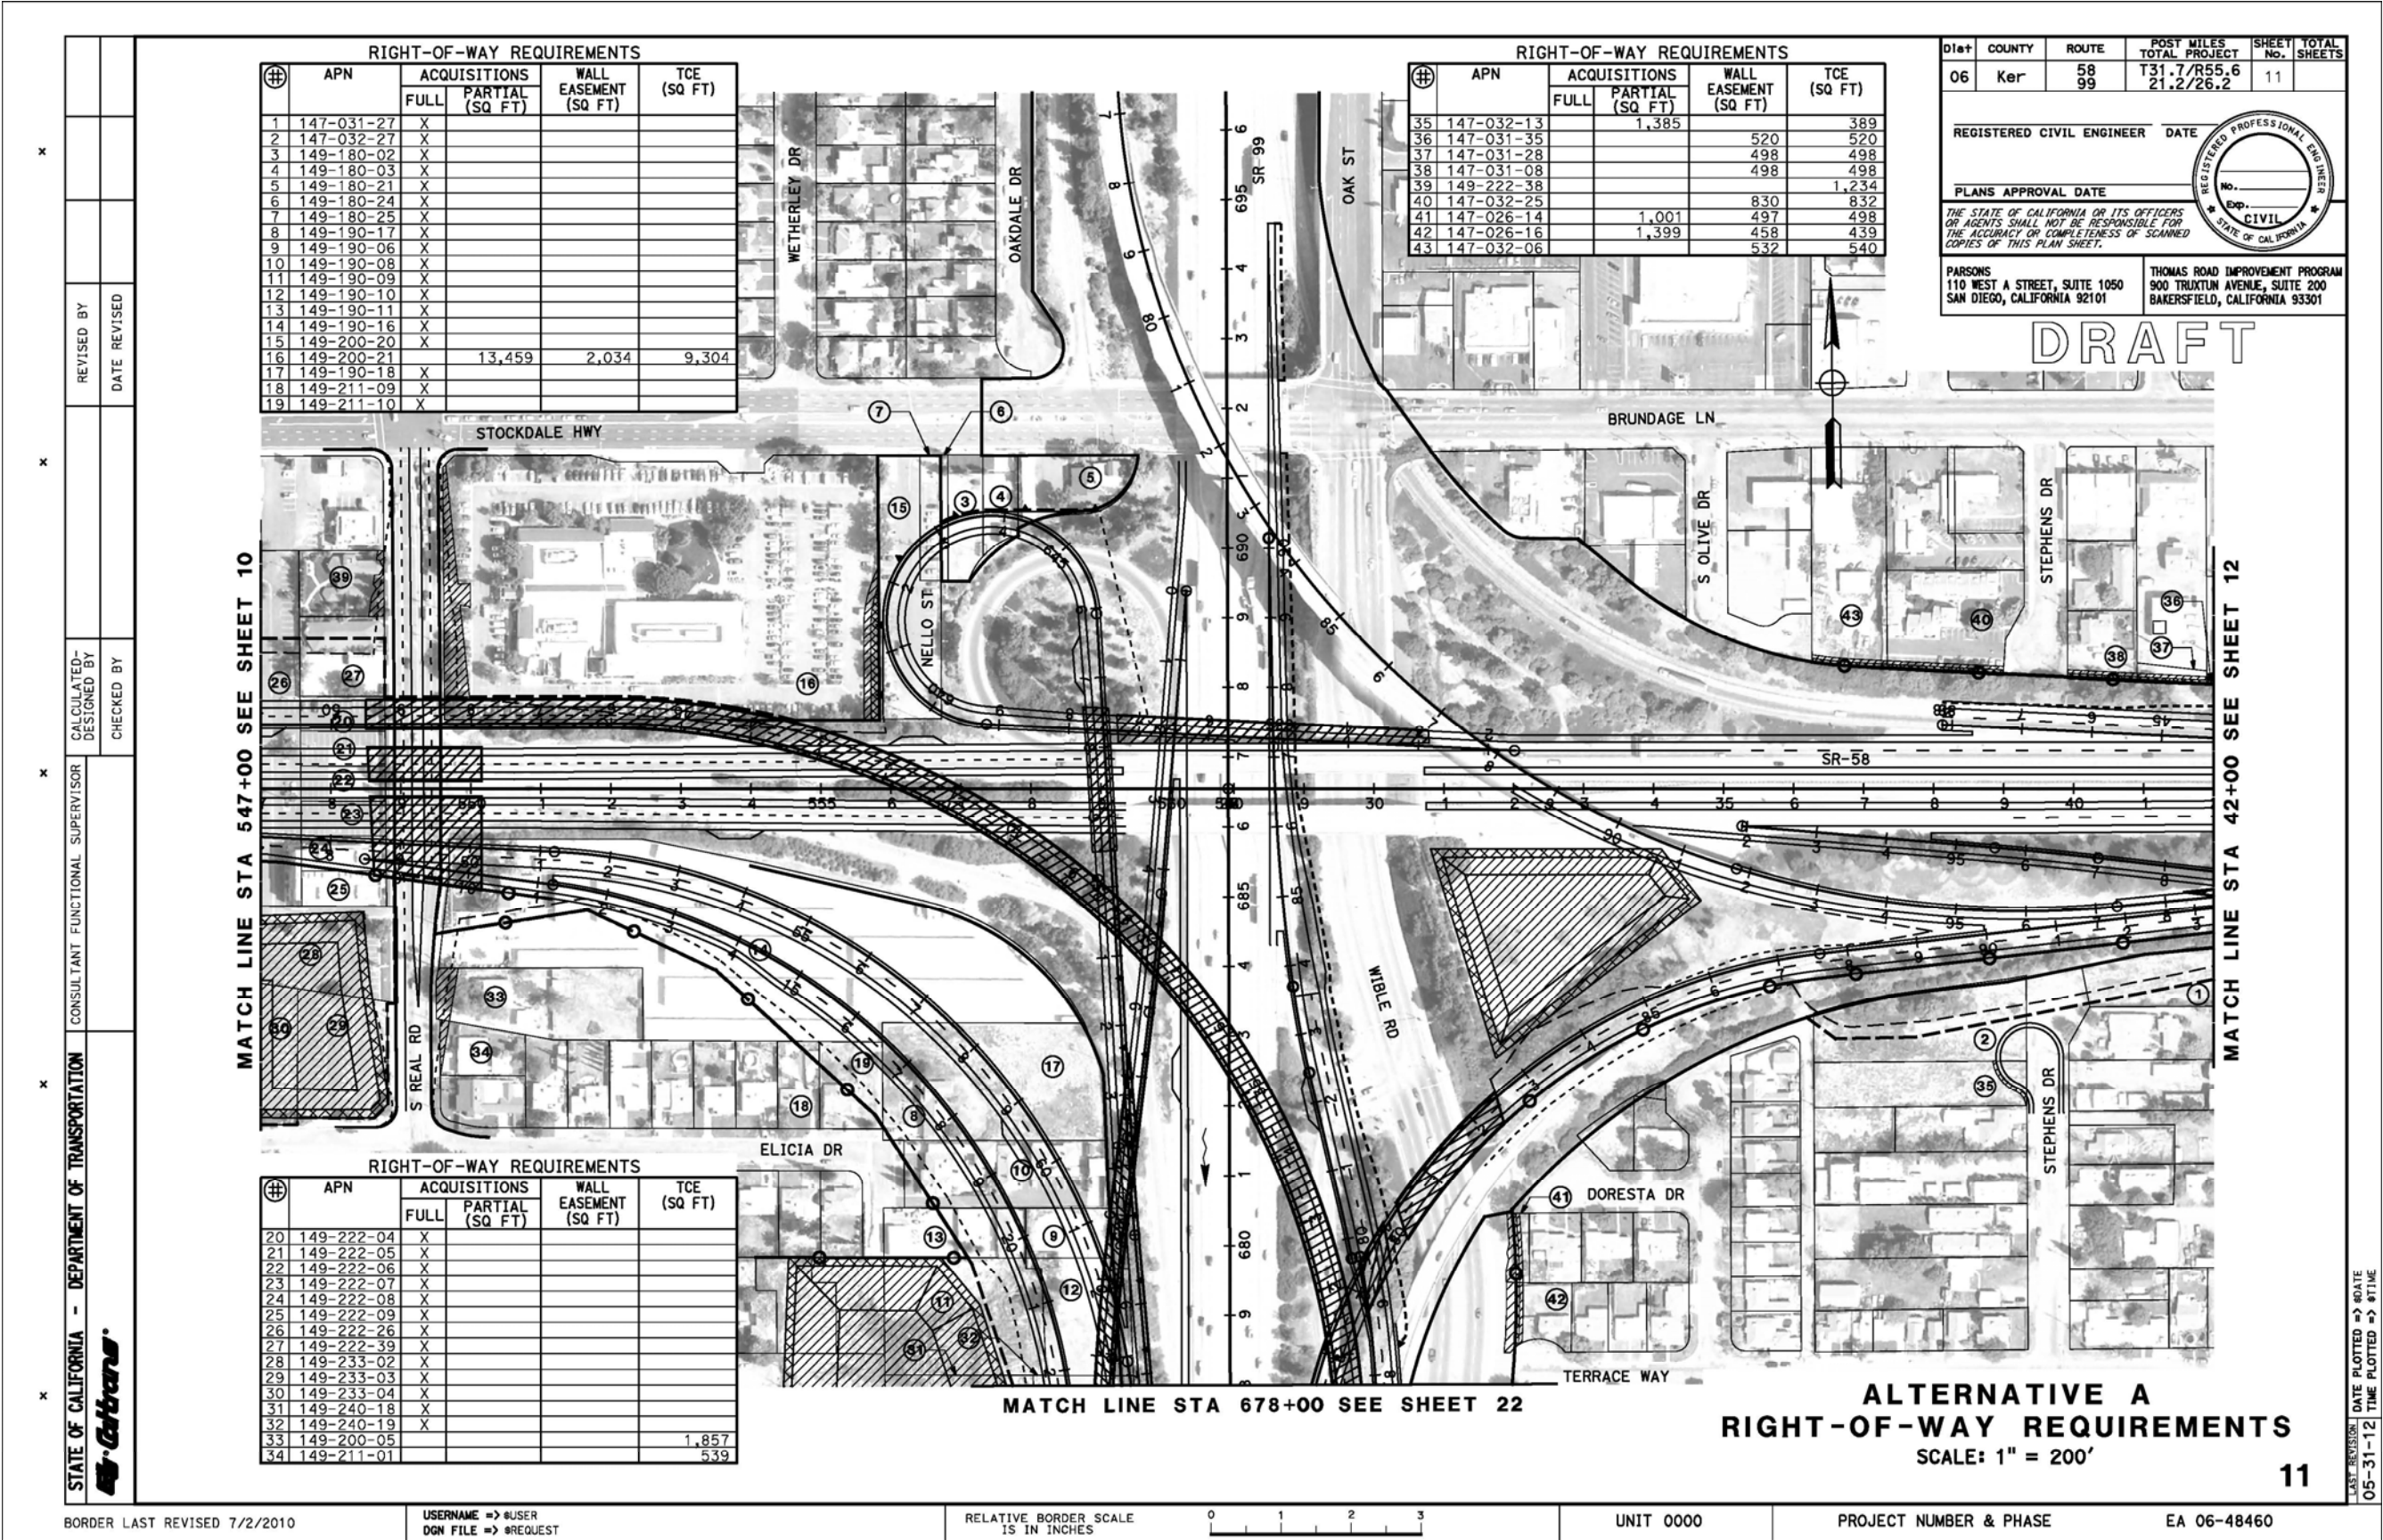 RIGHT-OF-WAY REQUIREMENTS
# APN ACQUISITIONS WALL EASEMENT (SQ FT) TCE (SQ FT)
FULL PARTIAL (SQ FT)
1 147-031-27 X
2 147-032-27 X
3 149-180-02 X
4 149-180-03 X
5 149-180-21 X
6 149-180-24 X
7 149-180-25 X
8 149-190-17 X
9 149-190-06 X
10 149-190-08 X
11 149-190-09 X
12 149-190-10 X
13 149-190-11 X
14 149-190-16 X
15 149-200-20 X
16 149-200-21 13,459 2,034 9,304
17 149-190-18 X
18 149-211-09 X
19 149-211-10 X
RIGHT-OF-WAY REQUIREMENTS
# APN ACQUISITIONS WALL EASEMENT (SQ FT) TCE (SQ FT)
FULL PARTIAL (SQ FT)
35 147-032-13 1,385 389
36 147-031-35 520 520
37 147-031-28 498 498
38 147-031-08 498 498
39 149-222-38 1,234
40 147-032-25 830 832
41 147-026-14 1,001 497 498
42 147-026-16 1,399 458 439
43 147-032-06 532 540
Dist COUNTY ROUTE POST MILES TOTAL PROJECT SHEET No. TOTAL SHEETS
06 Ker 58 99 T31.7/R55.6 21.2/26.2 11
REGISTERED CIVIL ENGINEER DATE
PLANS APPROVAL DATE
THE STATE OF CALIFORNIA OR ITS OFFICERS
OR AGENTS SHALL NOT BE RESPONSIBLE FOR
THE ACCURACY OR COMPLETENESS OF SCANNED
COPIES OF THIS PLAN SHEET.
REGISTERED PROFESSIONAL ENGINEER
No.
Exp.
CIVIL
STATE OF CALIFORNIA
PARSONS
110 WEST A STREET, SUITE 1050
SAN DIEGO, CALIFORNIA 92101
THOMAS ROAD IMPROVEMENT PROGRAM
900 TRUXTUN AVENUE, SUITE 200
BAKERSFIELD, CALIFORNIA 93301
DRAFT
WETHERLEY DR
OAKDALE DR
SR 99
OAK ST
STOCKDALE HWY
BRUNDAGE LN
S OLIVE DR
STEPHENS DR
NELLO ST
SR-58
WIBLE RD
S REAL RD
ELICIA DR
DORESTA DR
STEPHENS DR
TERRACE WAY
695
690
685
680
MATCH LINE STA 547+00 SEE SHEET 10
MATCH LINE STA 42+00 SEE SHEET 12
MATCH LINE STA 678+00 SEE SHEET 22
RIGHT-OF-WAY REQUIREMENTS
# APN ACQUISITIONS WALL EASEMENT (SQ FT) TCE (SQ FT)
FULL PARTIAL (SQ FT)
20 149-222-04 X
21 149-222-05 X
22 149-222-06 X
23 149-222-07 X
24 149-222-08 X
25 149-222-09 X
26 149-222-26 X
27 149-222-39 X
28 149-233-02 X
29 149-233-03 X
30 149-233-04 X
31 149-240-18 X
32 149-240-19 X
33 149-200-05 1,857
34 149-211-01 539
ALTERNATIVE A
RIGHT-OF-WAY REQUIREMENTS
SCALE: 1" = 200'
11
REVISED BY
DATE REVISED
CALCULATED-DESIGNED BY
CHECKED BY
CONSULTANT FUNCTIONAL SUPERVISOR
STATE OF CALIFORNIA - DEPARTMENT OF TRANSPORTATION
Caltrans
LAST REVISION
05-31-12
DATE PLOTTED => $DATE
TIME PLOTTED => $TIME
BORDER LAST REVISED 7/2/2010
USERNAME => $USER
DGN FILE => $REQUEST
RELATIVE BORDER SCALE
IS IN INCHES
0 1 2 3
UNIT 0000
PROJECT NUMBER & PHASE
EA 06-48460